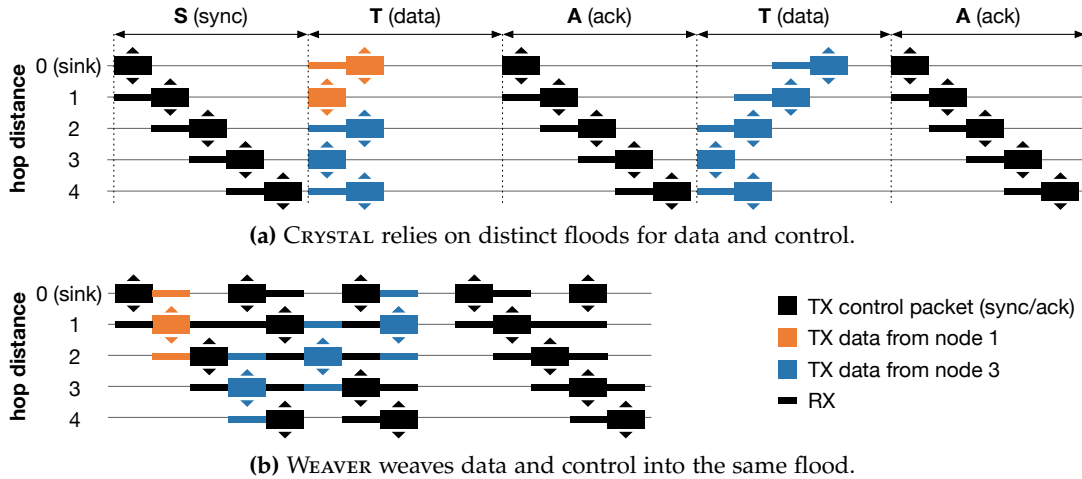 S (sync) T (data) A (ack) T (data) A (ack)
hop distance
0 (sink)
1
2
3
4
(a) CRYSTAL relies on distinct floods for data and control.
hop distance
0 (sink)
1
2
3
4
TX control packet (sync/ack)
TX data from node 1
TX data from node 3
RX
(b) WEAVER weaves data and control into the same flood.